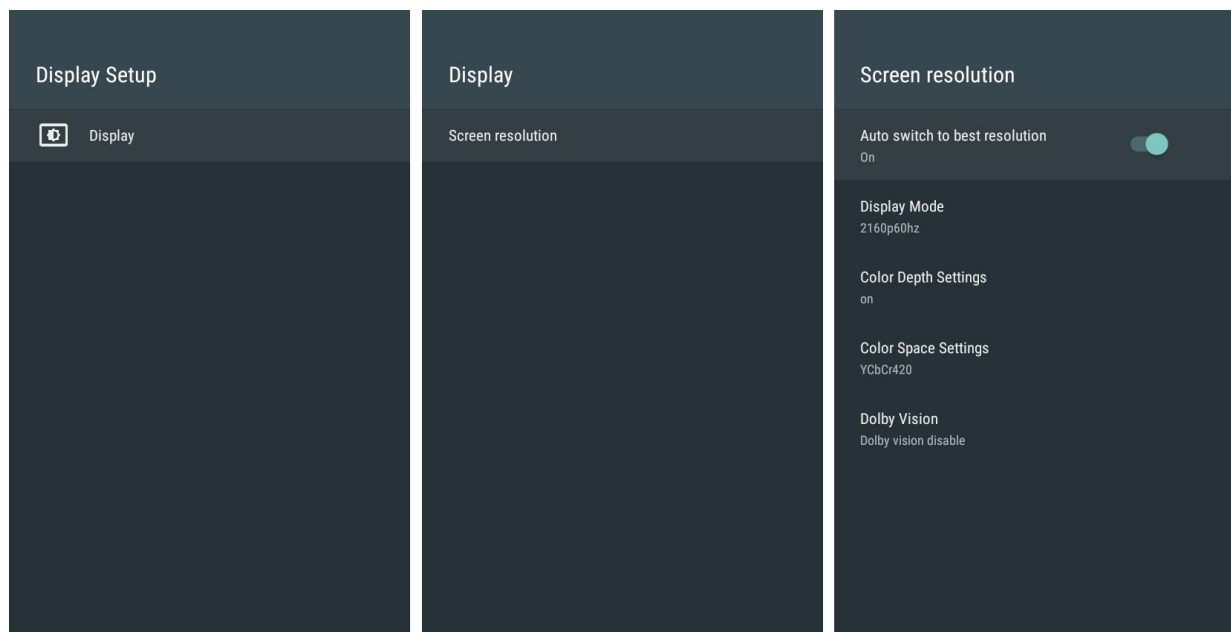 Display Setup
Display
Display
Screen resolution
Screen resolution
Auto switch to best resolution
On
Display Mode
2160p60hz
Color Depth Settings
on
Color Space Settings
YCbCr420
Dolby Vision
Dolby vision disable